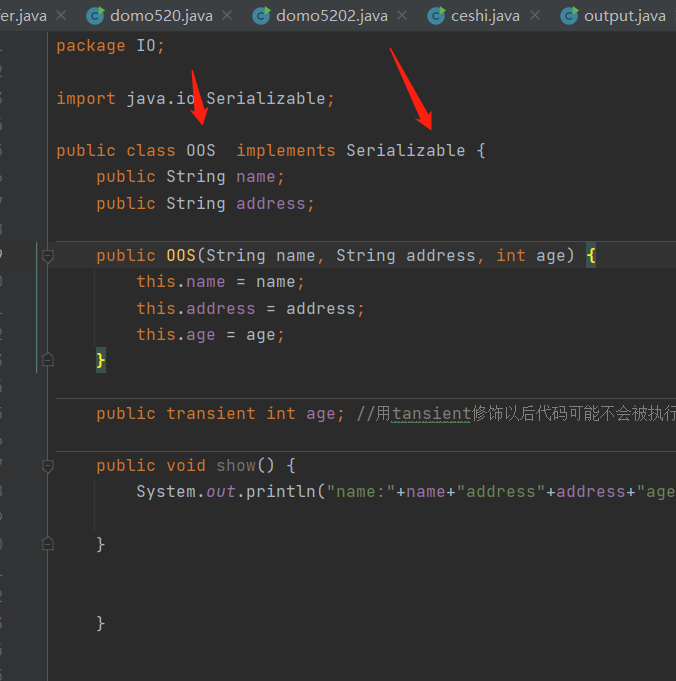 fer.java domo520.java domo5202.java ceshi.java output.java
package IO;
import java.io.Serializable;
public class OOS  implements Serializable {
public String name;
public String address;
public OOS(String name, String address, int age) {
this.name = name;
this.address = address;
this.age = age;
}
public transient int age; //用tansient修饰以后代码可能不会被执行
public void show() {
System.out.println("name:"+name+"address"+address+"age
}
}